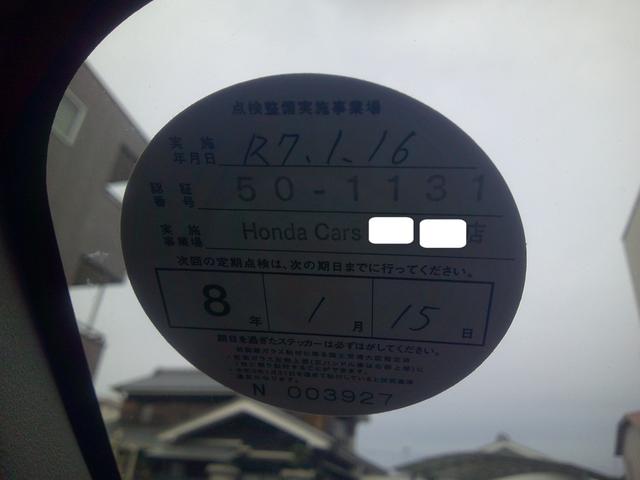 点検整備実施事業場
実施年月日 R7.1.16
認証番号 50-1131
実施事業場 Honda Cars 店
次回の定期点検は、次の期日までに行ってください。
8年 1月 15日
期日を過ぎたステッカーは必ずはがしてください。
N 003927